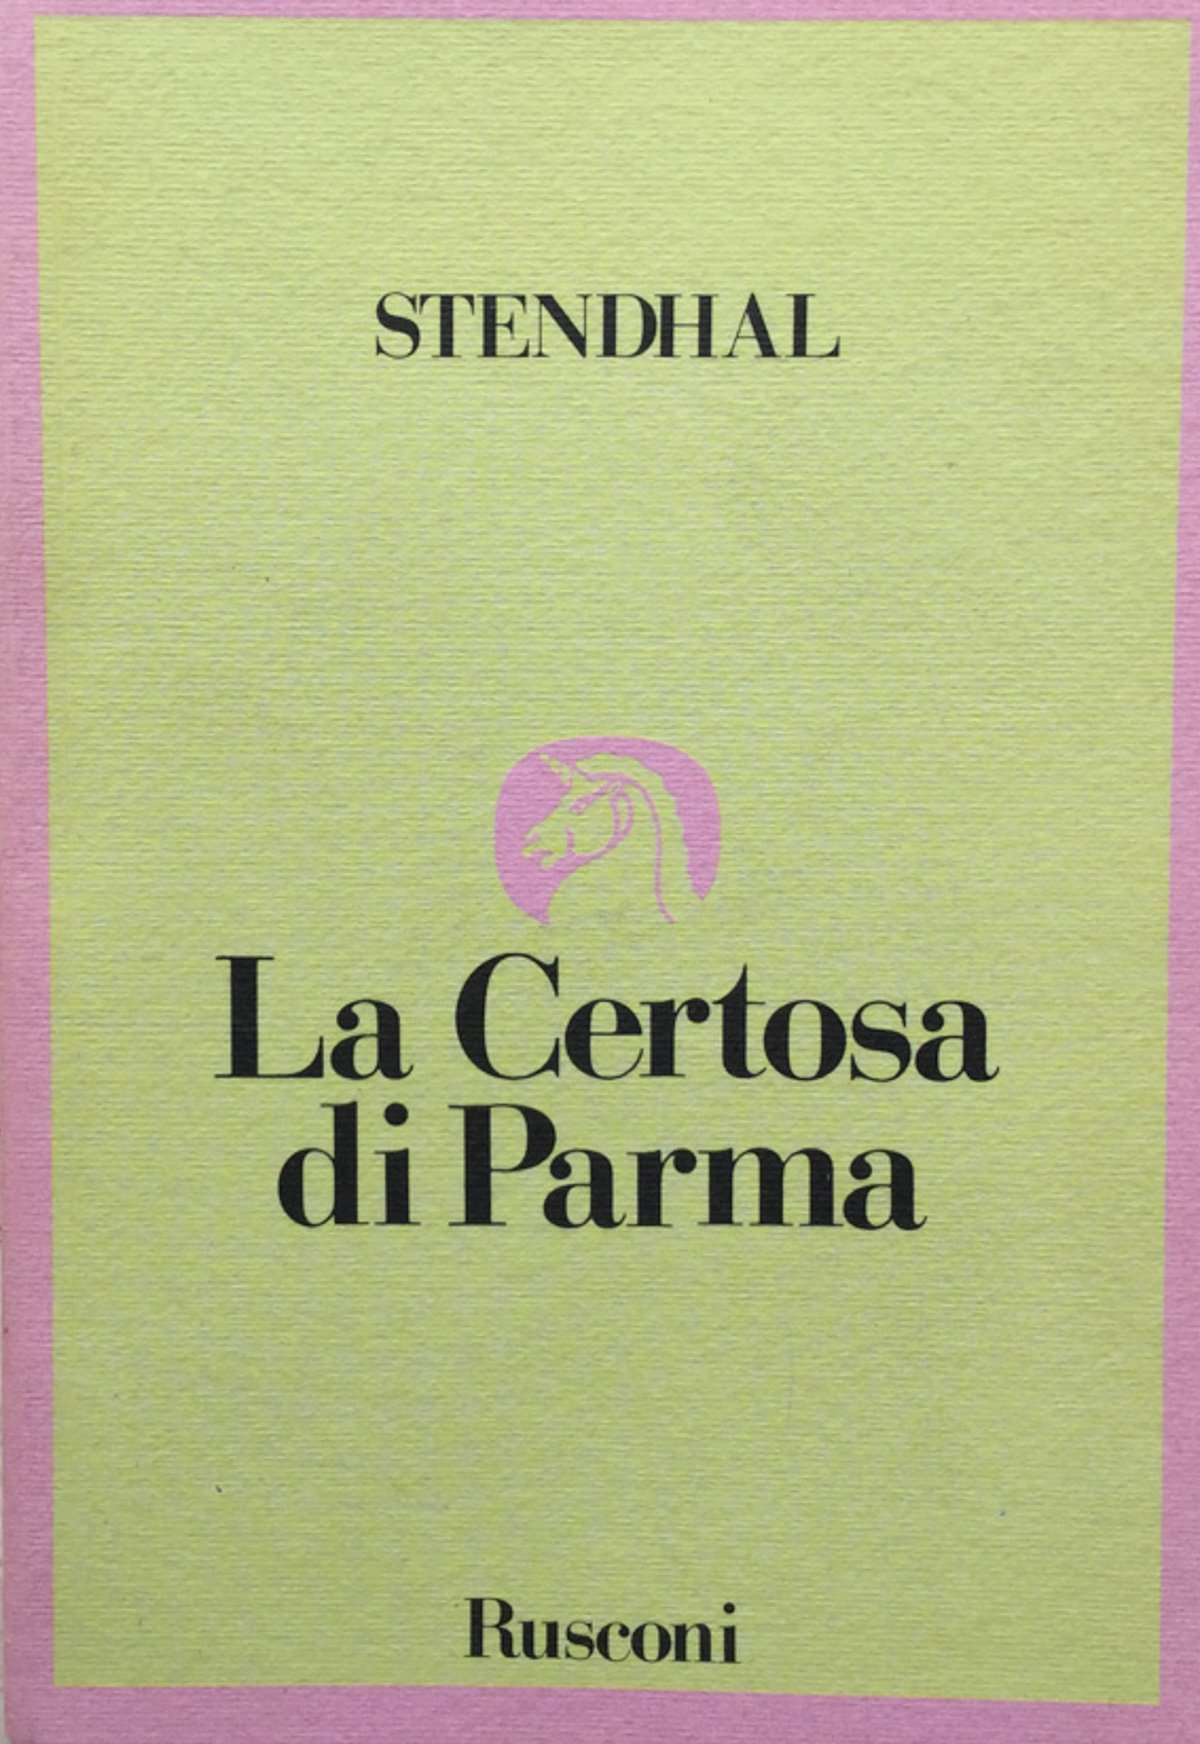 STENDHAL
La Certosa
di Parma
Rusconi